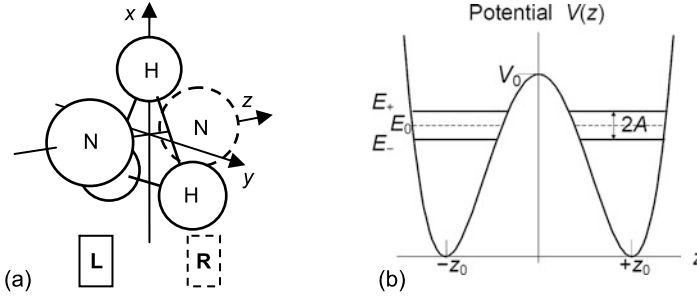 x
H
N
N
z
y
H
L
R
(a)
Potential V(z)
V₀
E₊
E₀
2A
E₋
−z₀
+z₀
z
(b)